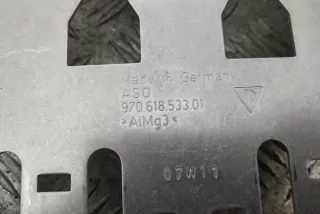 Made in Germany
ASO
970.618.533.01
>AlMg3<
07W11